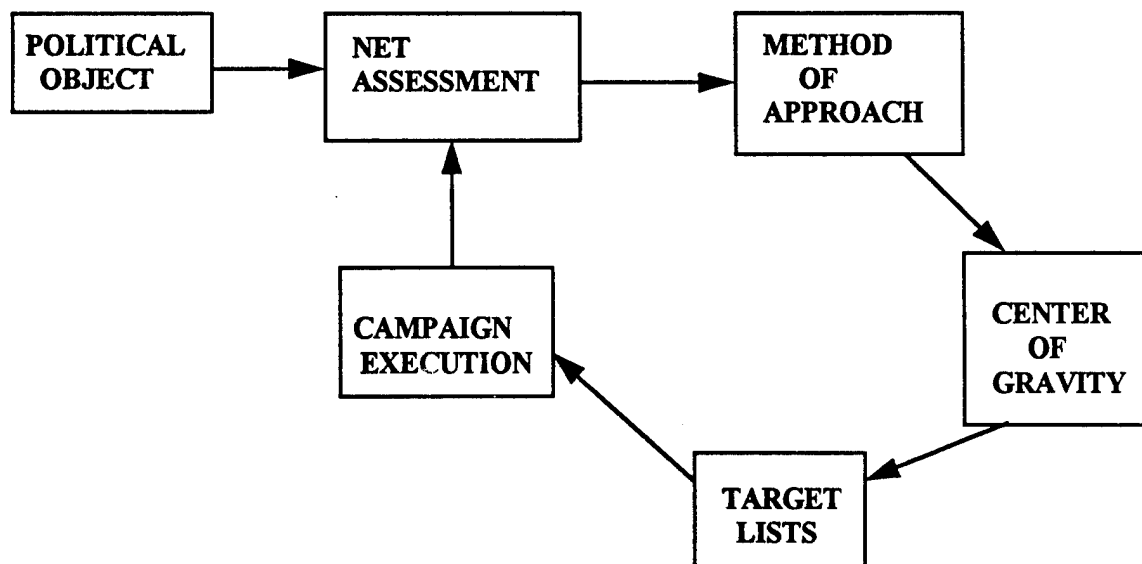 POLITICAL
OBJECT
NET
ASSESSMENT
METHOD
OF
APPROACH
CENTER
OF
GRAVITY
TARGET
LISTS
CAMPAIGN
EXECUTION